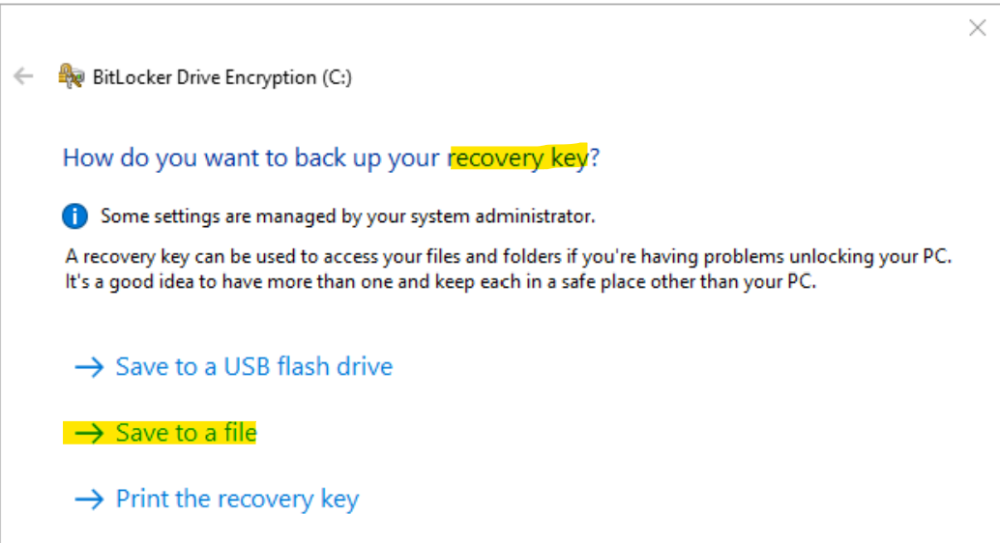 BitLocker Drive Encryption (C:)
How do you want to back up your recovery key?
Some settings are managed by your system administrator.
A recovery key can be used to access your files and folders if you're having problems unlocking your PC.
It's a good idea to have more than one and keep each in a safe place other than your PC.
Save to a USB flash drive
Save to a file
Print the recovery key